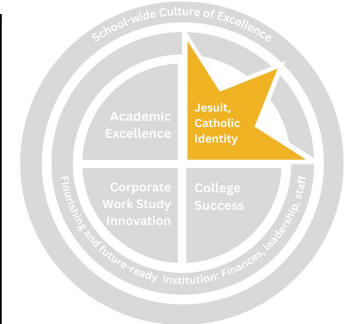 School-wide Culture of Excellence
Academic
Excellence
Jesuit,
Catholic
Identity
Corporate
Work Study
Innovation
College
Success
Flourishing and future-ready institution: Finances, leadership, staff